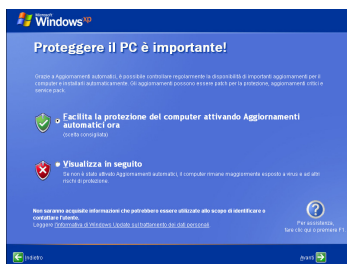 Microsoft
Windows xp
Proteggere il PC è importante!
Grazie a Aggiornamenti automatici, è possibile controllare regolarmente la disponibilità di importanti aggiornamenti per il
computer e installarli automaticamente. Gli aggiornamenti possono essere patch per la protezione, aggiornamenti critici e
service pack.
Facilita la protezione del computer attivando Aggiornamenti
automatici ora
(scelta consigliata)
Visualizza in seguito
Se non è stato attivato Aggiornamenti automatici, il computer rimane maggiormente esposto a virus e ad altri
rischi di protezione.
Non saranno acquisite informazioni che potrebbero essere utilizzate allo scopo di identificare o
contattare l'utente.
Leggere l'Informativa di Windows Update sul trattamento dei dati personali
Per assistenza,
fare clic qui o premere F1.
Indietro
Avanti